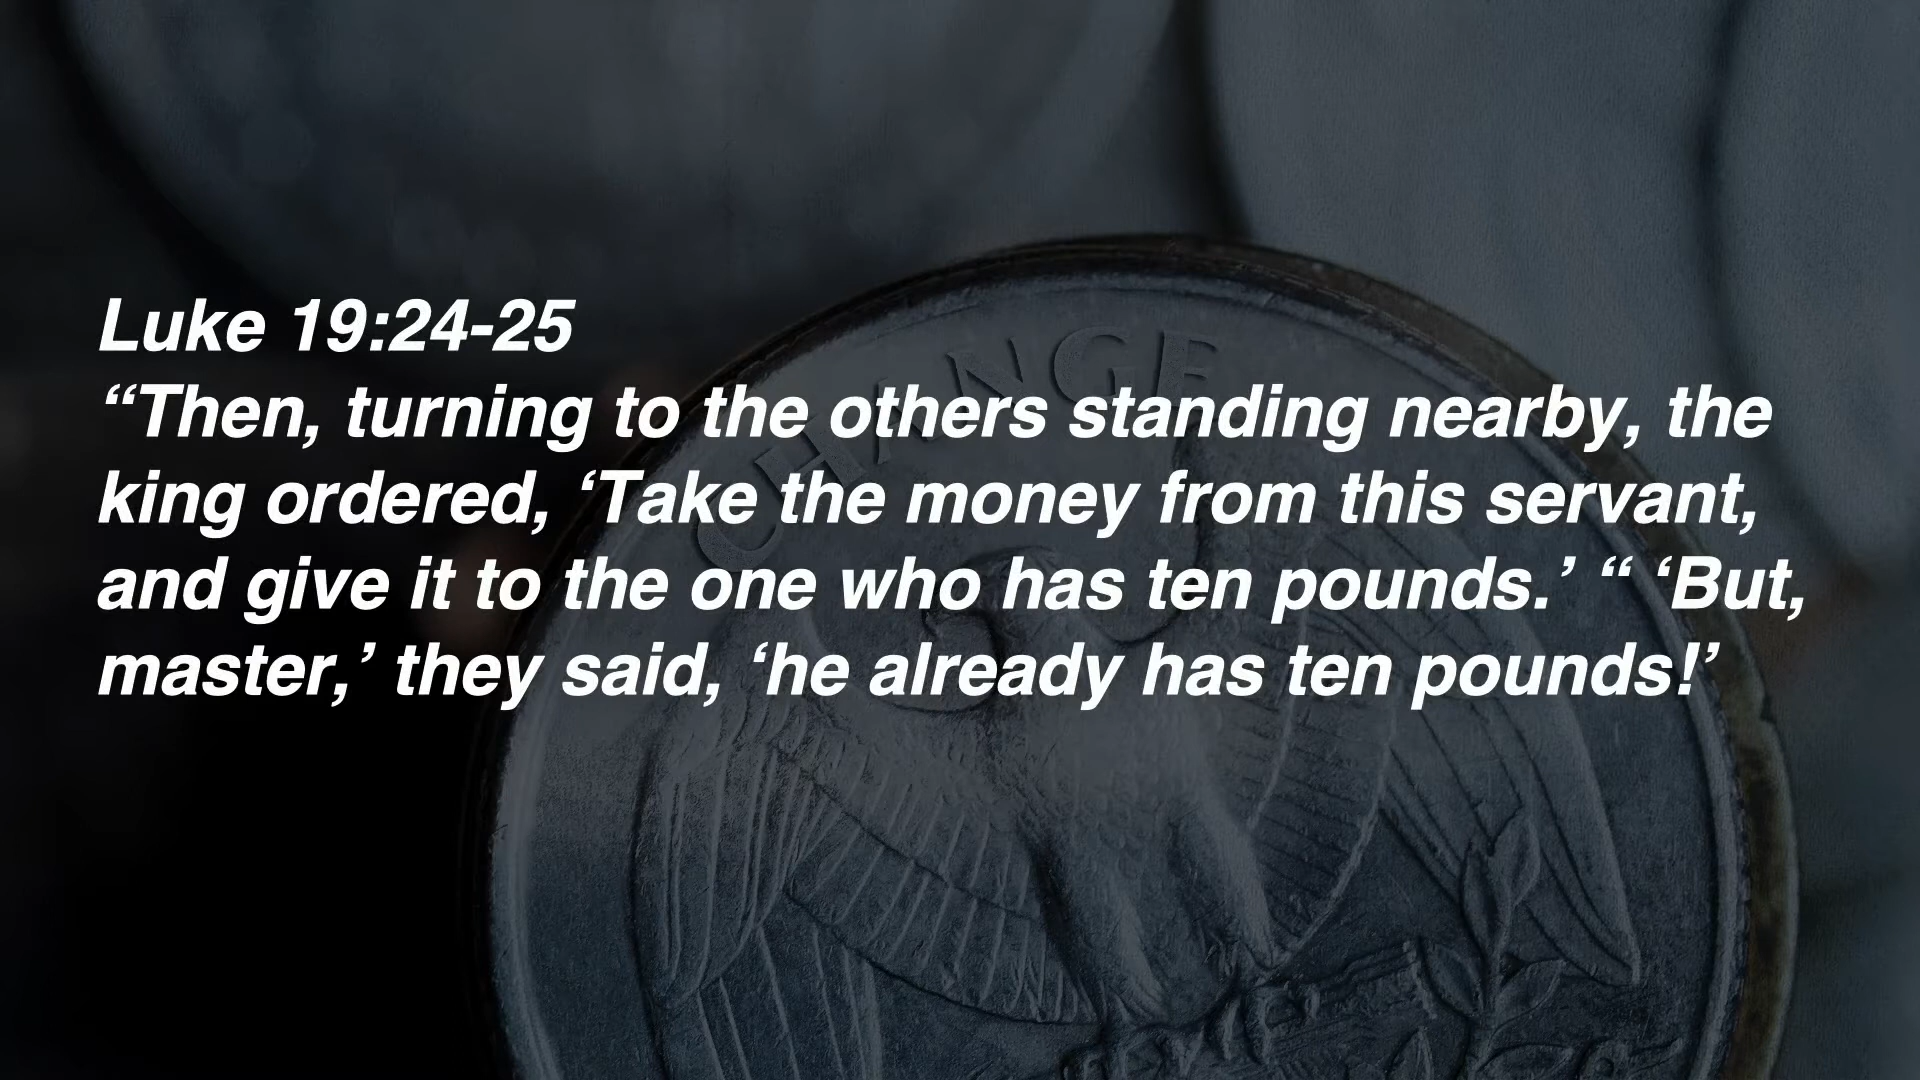 CHANGE
Luke 19:24-25
“Then, turning to the others standing nearby, the
king ordered, ‘Take the money from this servant,
and give it to the one who has ten pounds.’ “ ‘But,
master,’ they said, ‘he already has ten pounds!’